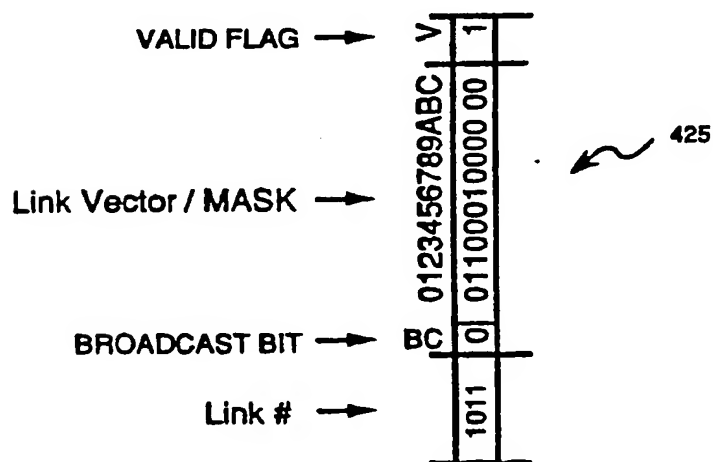 VALID FLAG
V
1
0123456789ABC
01100010000 00
425
Link Vector / MASK
BROADCAST BIT
BC
0
Link #
1011